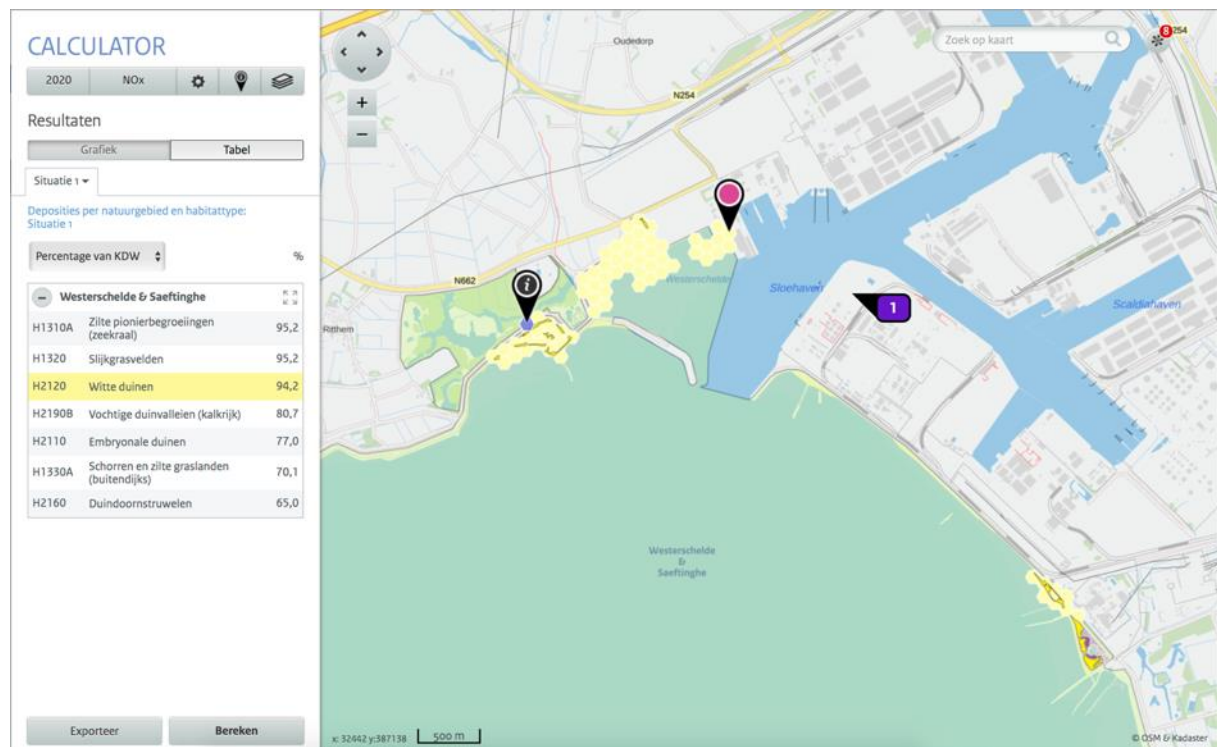 CALCULATOR
2020 NOx
Resultaten
Grafiek Tabel
Situatie 1
Deposities per natuurgebied en habitattype:
Situatie 1
Percentage van KDW %
Westerschelde & Saeftinghe
H1310A Zilte pionierbegroeiingen (zeekraal) 95,2
H1320 Slijkgrasvelden 95,2
H2120 Witte duinen 94,2
H2190B Vochtige duinvalleien (kalkrijk) 80,7
H2110 Embryonale duinen 77,0
H1330A Schorren en zilte graslanden (buitendijks) 70,1
H2160 Duindoornstruwelen 65,0
Exporteer Bereken
Oudedorp
Zoek op kaart
8
254
N254
N662
Ritthem
i
Westerschelde
Sloehaven
1
Scaldiahaven
Westerschelde
&
Saeftinghe
x: 32442 y:387138 500 m
© OSM & Kadaster